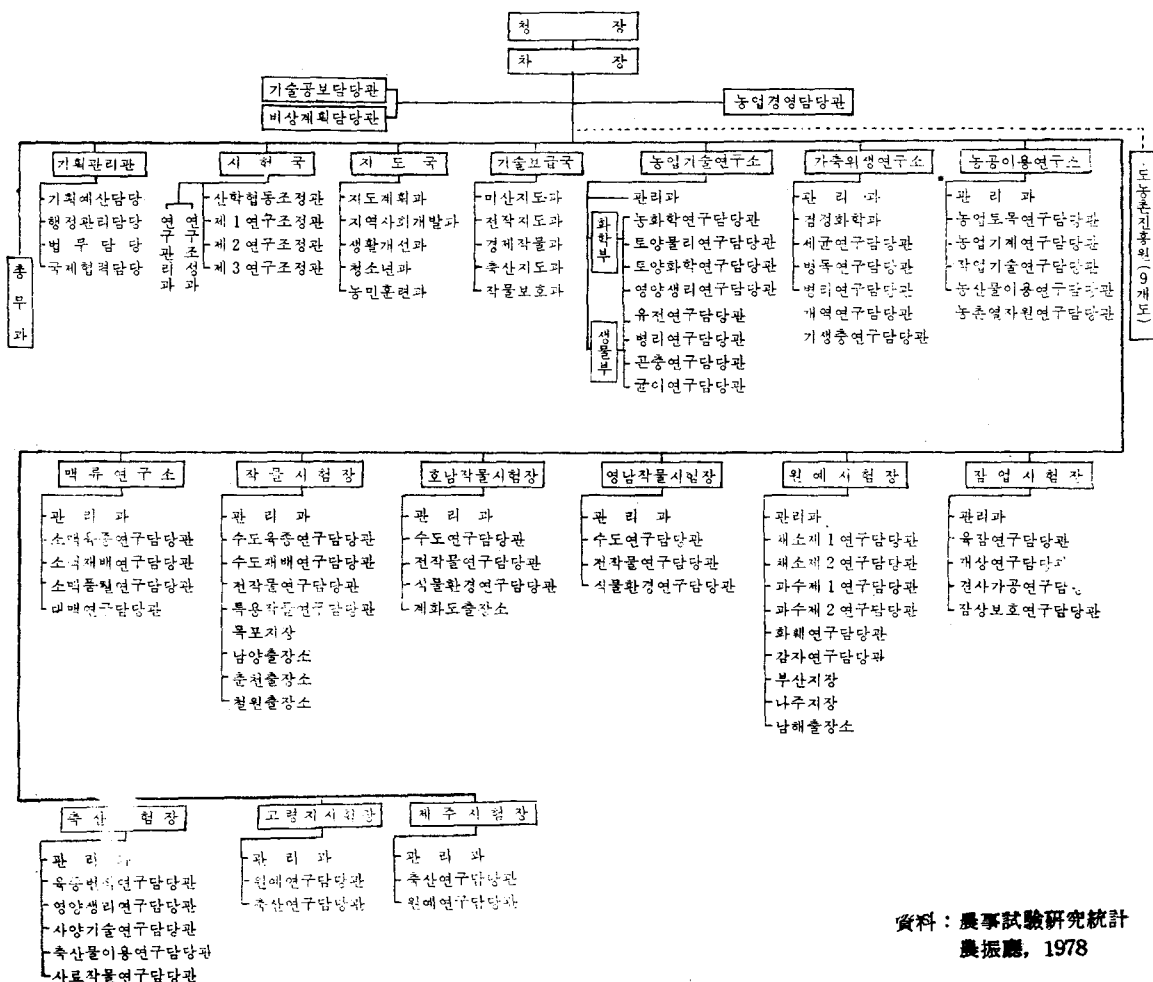 청 장
차 장
기술공보담당관
비상계획담당관
농업경영담당관
총무과
기획관리관
기획예산담당
행정관리담당
법무담당
국제협력담당
시험국
연구관리과
연구조성과
산학협동조정관
제1연구조정관
제2연구조정관
제3연구조정관
지도국
지도계획과
지역사회개발과
생활개선과
청소년과
농민훈련과
기술보급국
미산지도과
전작지도과
경제작물과
축산지도과
작물보호과
농업기술연구소
관리과
화학부
농화학연구담당관
토양물리연구담당관
토양화학연구담당관
영양생리연구담당관
생물부
유전연구담당관
병리연구담당관
곤충연구담당관
균이연구담당관
가축위생연구소
관 리 과
검경화학과
세균연구담당관
병독연구담당관
병리연구담당관
개역연구담당관
기생충연구담당관
농공이용연구소
관 리 과
농업토목연구담당관
농업기계연구담당관
작업기술연구담당관
농산물이용연구담당관
농촌열자원연구담당관
도농촌진흥원(9개도)
맥류연구소
관 리 과
소맥육종연구담당관
소맥재배연구담당관
소맥품질연구담당관
대맥연구담당관
작물시험장
관 리 과
수도육종연구담당관
수도재배연구담당관
전작물연구담당관
특용작물연구담당관
목포지장
남양출장소
춘천출장소
철원출장소
호남작물시험장
관 리 과
수도연구담당관
전작물연구담당관
식물환경연구담당관
계화도출장소
영남작물시험장
관 리 과
수도연구담당관
전작물연구담당관
식물환경연구담당관
원예시험장
관리과
채소제1연구담당관
채소제2연구담당관
과수제1연구담당관
과수제2연구담당관
화훼연구담당관
감자연구담당관
부산지장
나주지장
남해출장소
잠업시험장
관리과
육잠연구담당관
재상연구담당
견사가공연구담
잠상보호연구담당관
축산 험장
관 리 과
육종번식연구담당관
영양생리연구담당관
사양기술연구담당관
축산물이용연구담당관
사료작물연구담당관
고령지시험장
관 리 과
원예연구담당관
축산연구담당관
제주시험장
관 리 과
축산연구담당관
원예연구담당관
資料 : 農事試驗硏究統計
農振廳, 1978